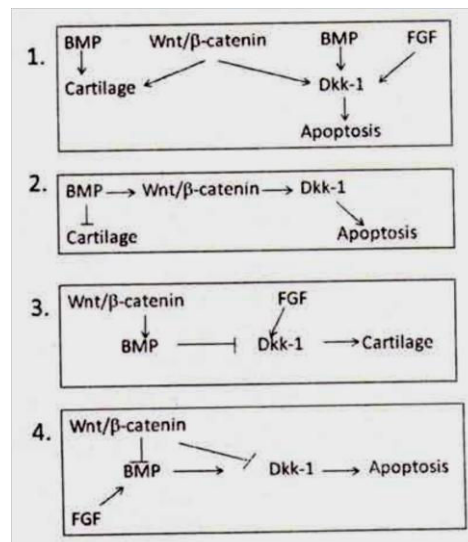 1.
BMP Wnt/β-catenin BMP FGF
Cartilage Dkk-1
Apoptosis
2.
BMP Wnt/β-catenin Dkk-1
Cartilage Apoptosis
3.
Wnt/β-catenin FGF
BMP Dkk-1 Cartilage
4.
Wnt/β-catenin
BMP Dkk-1 Apoptosis
FGF